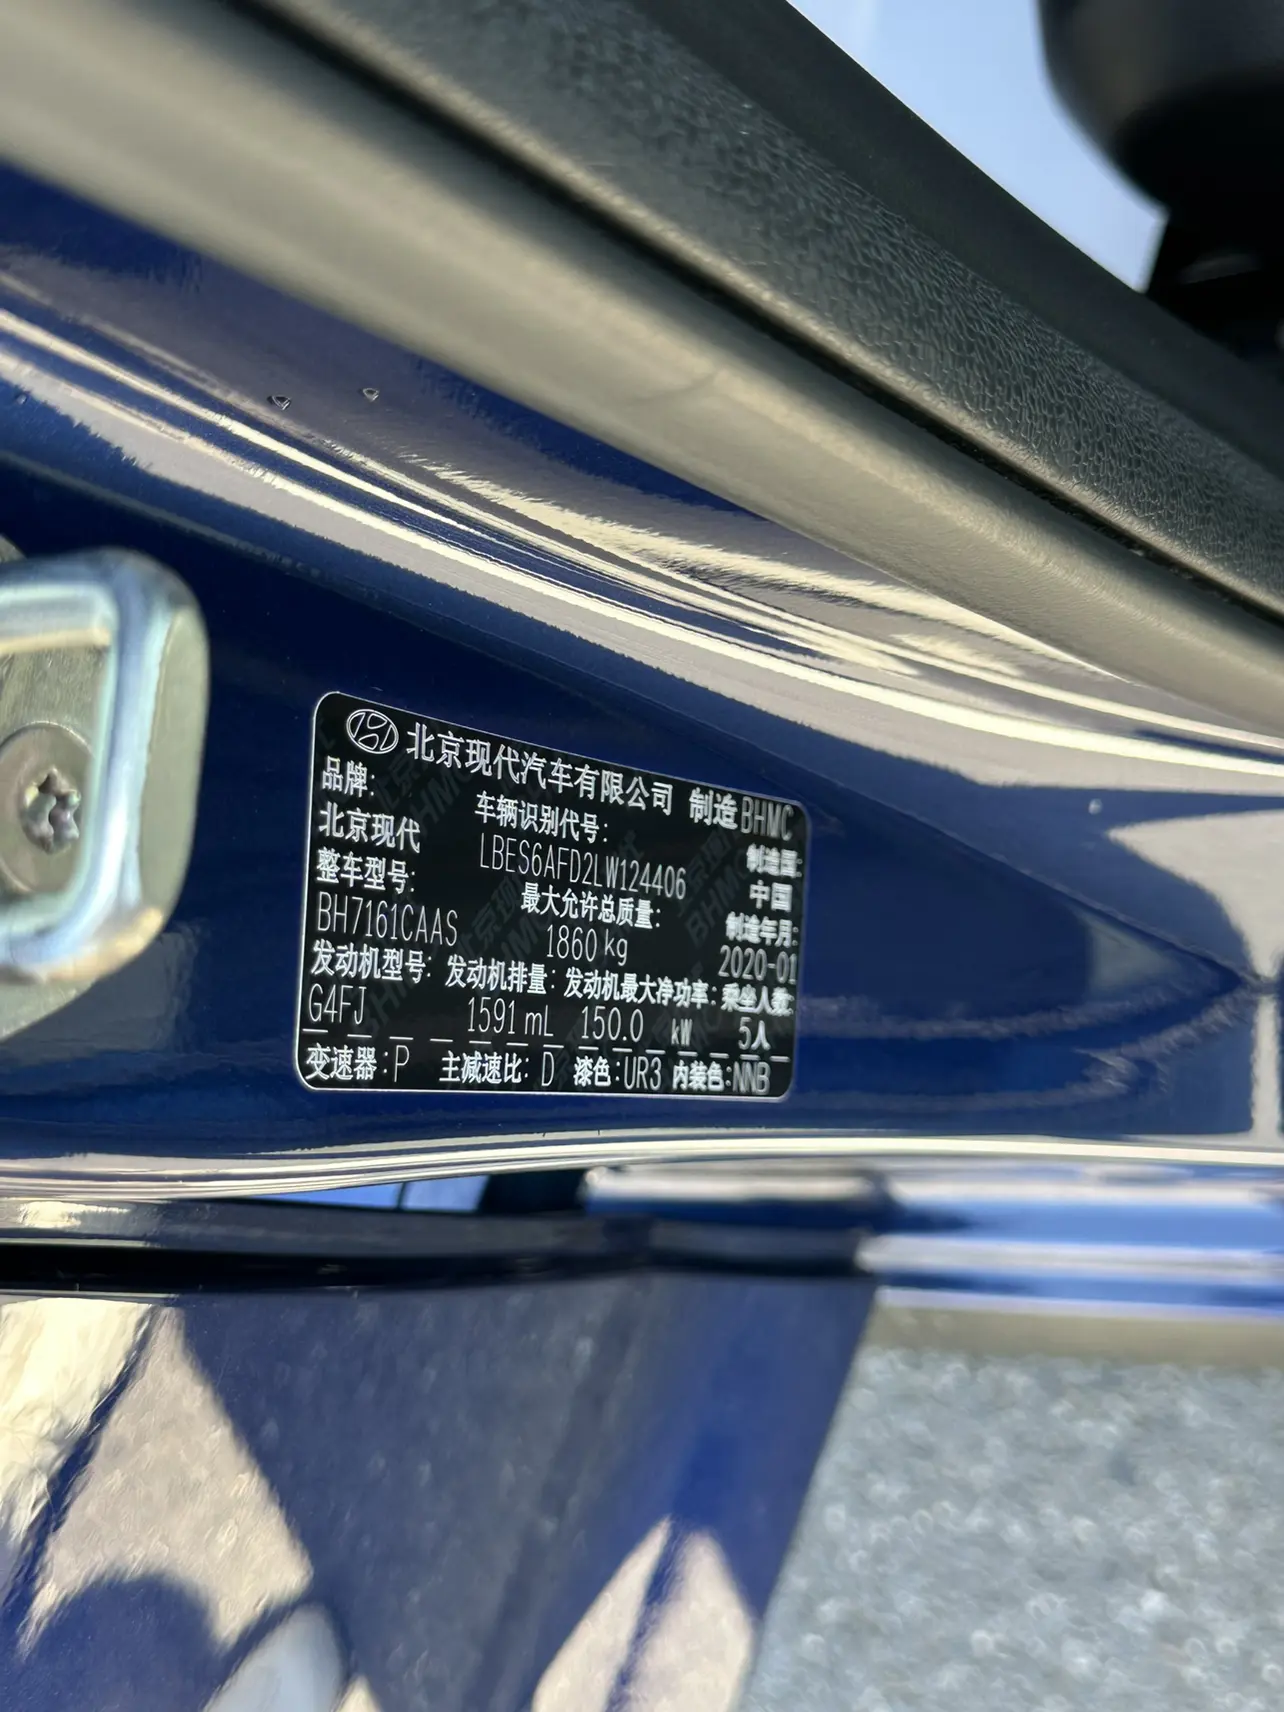 北京现代汽车有限公司 制造 BHMC
品牌: 车辆识别代号: 制造国:
北京现代 LBES6AFD2LW124406 中国
整车型号: 最大允许总质量: 制造年月:
BH7161CAAS 1860 kg 2020-01
发动机型号: 发动机排量: 发动机最大净功率: 乘坐人数:
G4FJ 1591 mL 150.0 kW 5人
变速器:P 主减速比: D 漆色:UR3 内装色:NNB